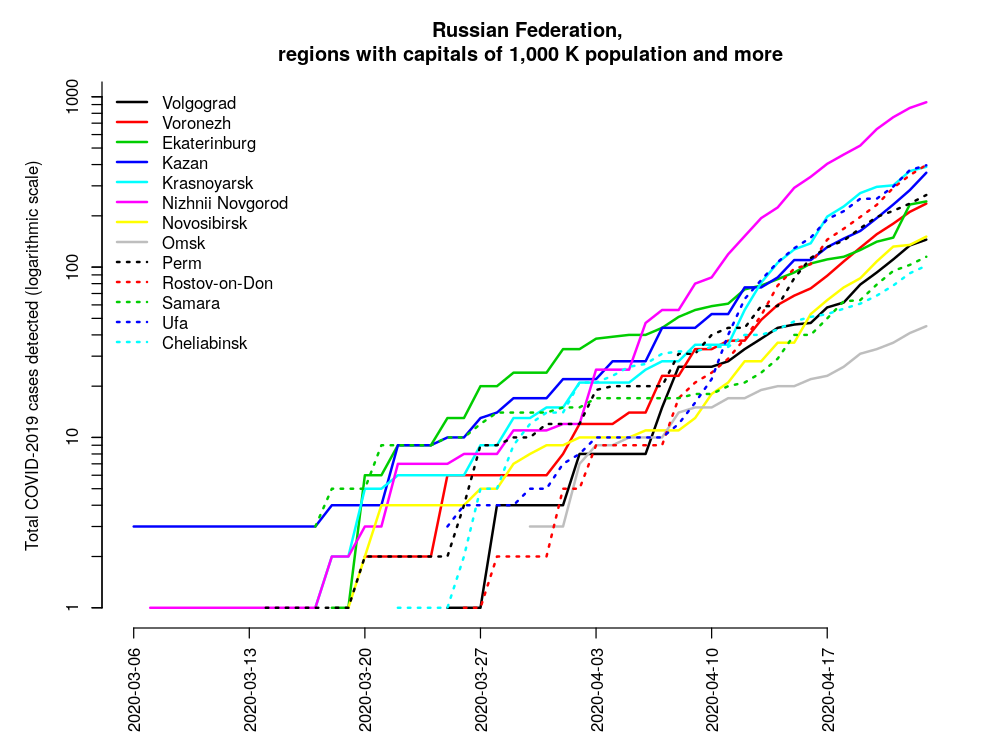 Russian Federation,
regions with capitals of 1,000 K population and more
Total COVID-2019 cases detected (logarithmic scale)
1000
100
10
1
Volgograd
Voronezh
Ekaterinburg
Kazan
Krasnoyarsk
Nizhnii Novgorod
Novosibirsk
Omsk
Perm
Rostov-on-Don
Samara
Ufa
Cheliabinsk
2020-03-06
2020-03-13
2020-03-20
2020-03-27
2020-04-03
2020-04-10
2020-04-17